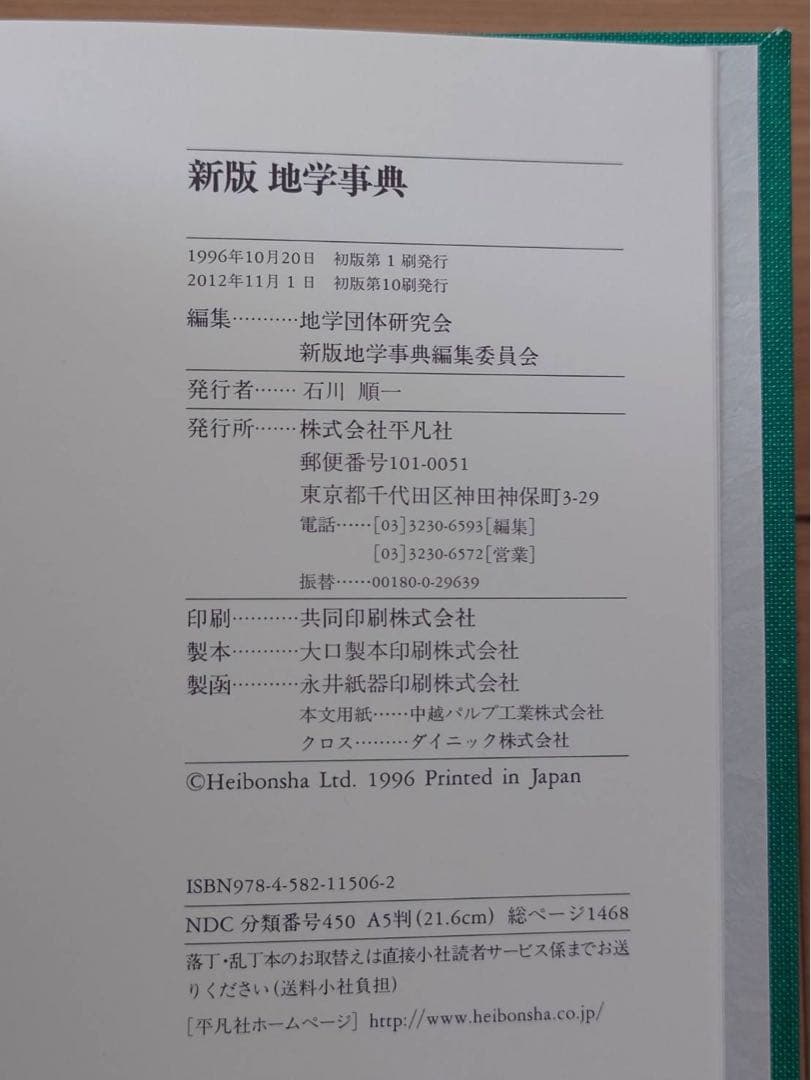 新版 地学事典
1996年10月20日 初版第1刷発行
2012年11月1日 初版第10刷発行
編集………地学団体研究会
新版地学事典編集委員会
発行者……石川 順一
発行所……株式会社平凡社
郵便番号101-0051
東京都千代田区神田神保町3-29
電話……[03]3230-6593[編集]
[03]3230-6572[営業]
振替……00180-0-29639
印刷………共同印刷株式会社
製本………大口製本印刷株式会社
製函………永井紙器印刷株式会社
本文用紙……中越パルプ工業株式会社
クロス………ダイニック株式会社
©Heibonsha Ltd. 1996 Printed in Japan
ISBN978-4-582-11506-2
NDC 分類番号450 A5判(21.6cm) 総ページ1468
落丁・乱丁本のお取替えは直接小社読者サービス係までお送
りください(送料小社負担)
[平凡社ホームページ] http://www.heibonsha.co.jp/